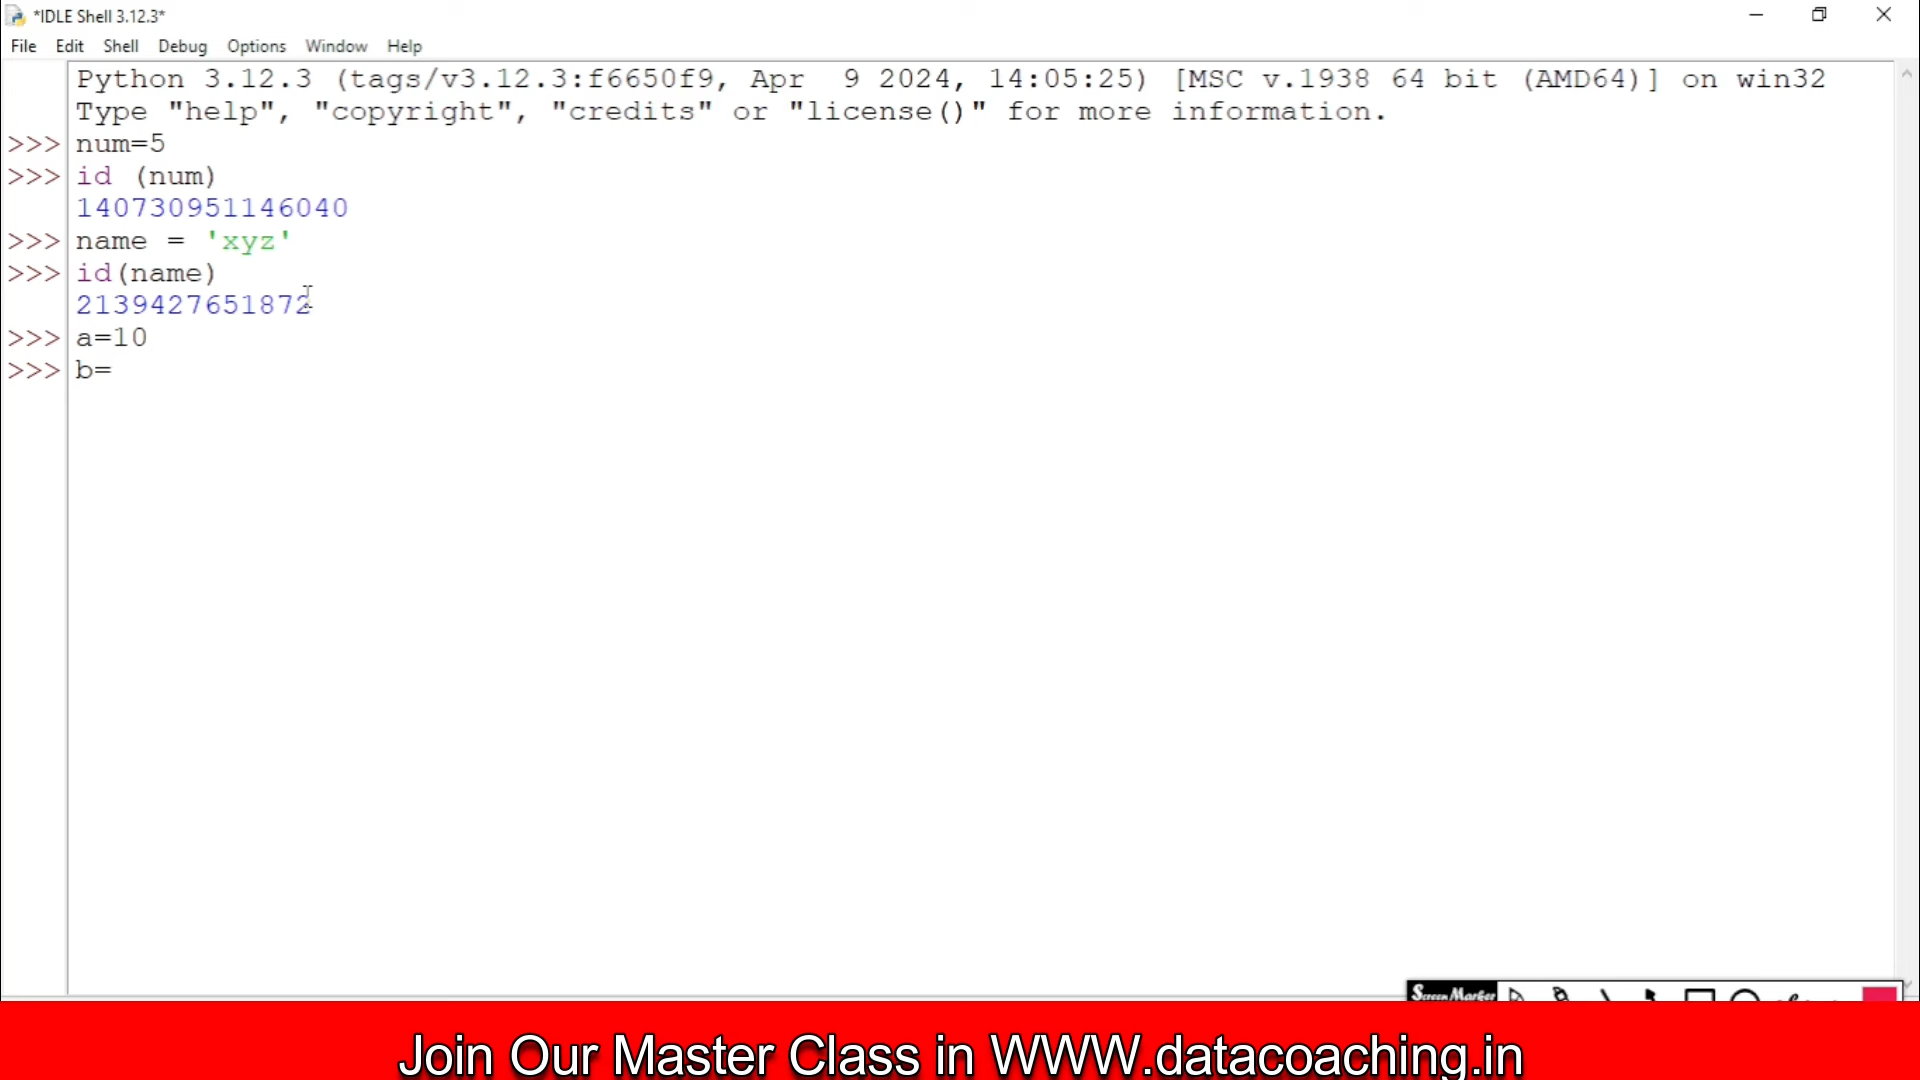 *IDLE Shell 3.12.3*
File Edit Shell Debug Options Window Help
Python 3.12.3 (tags/v3.12.3:f6650f9, Apr  9 2024, 14:05:25) [MSC v.1938 64 bit (AMD64)] on win32
Type "help", "copyright", "credits" or "license()" for more information.
>>> num=5
>>> id (num)
140730951146040
>>> name = 'xyz'
>>> id(name)
2139427651872
>>> a=10
>>> b=
Screen Marker
Join Our Master Class in WWW.datacoaching.in